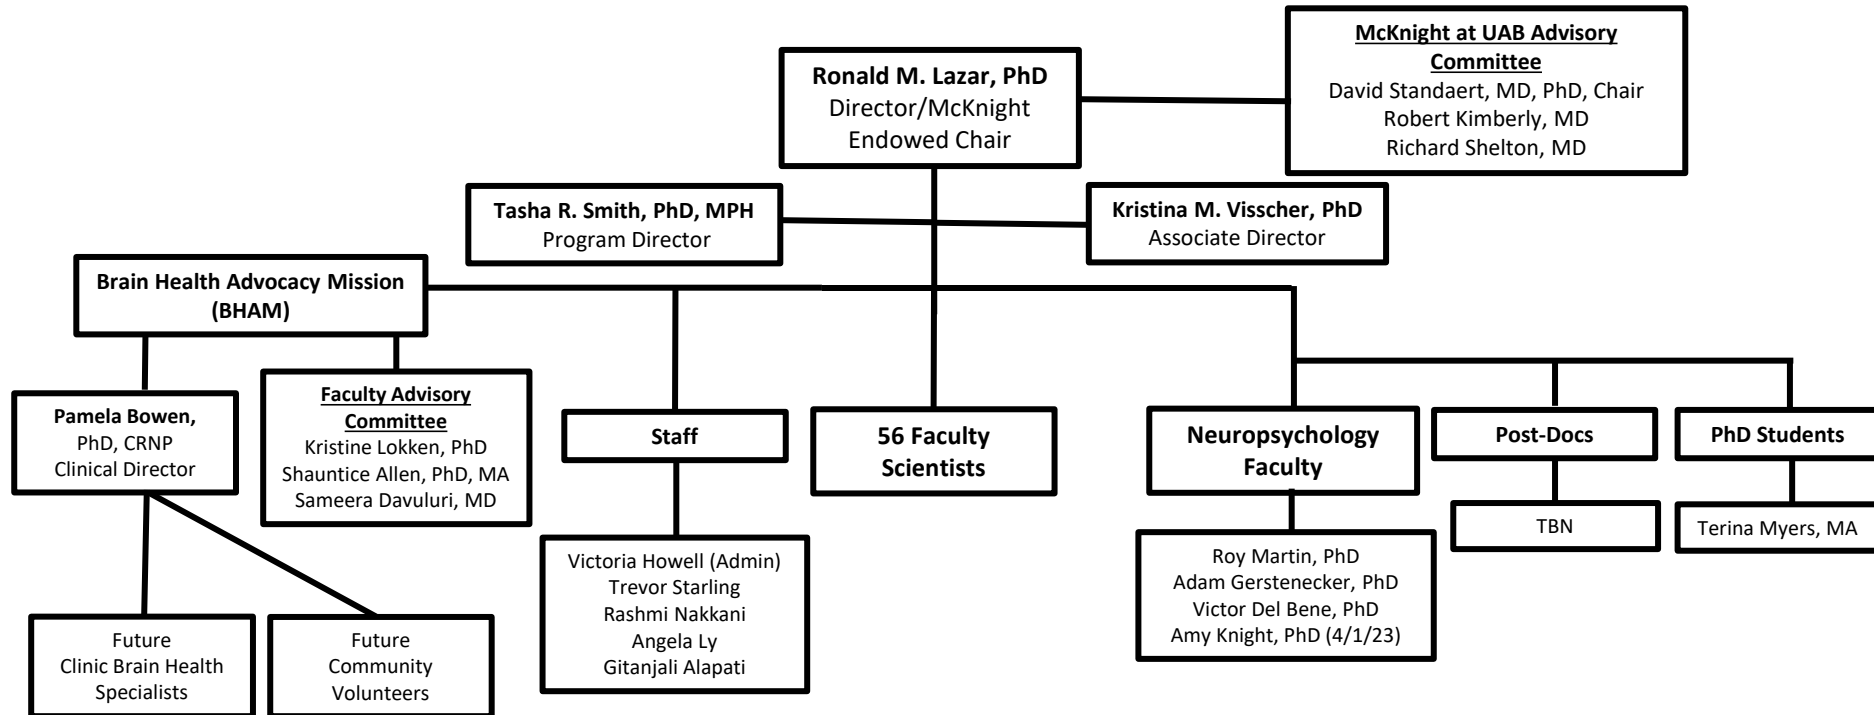 Ronald M. Lazar, PhD
Director/McKnight
Endowed Chair
McKnight at UAB Advisory
Committee
David Standaert, MD, PhD, Chair
Robert Kimberly, MD
Richard Shelton, MD
Tasha R. Smith, PhD, MPH
Program Director
Kristina M. Visscher, PhD
Associate Director
Brain Health Advocacy Mission
(BHAM)
Pamela Bowen,
PhD, CRNP
Clinical Director
Faculty Advisory
Committee
Kristine Lokken, PhD
Shauntice Allen, PhD, MA
Sameera Davuluri, MD
Staff
56 Faculty
Scientists
Neuropsychology
Faculty
Post-Docs
PhD Students
Future
Clinic Brain Health
Specialists
Future
Community
Volunteers
Victoria Howell (Admin)
Trevor Starling
Rashmi Nakkani
Angela Ly
Gitanjali Alapati
Roy Martin, PhD
Adam Gerstenecker, PhD
Victor Del Bene, PhD
Amy Knight, PhD (4/1/23)
TBN
Terina Myers, MA